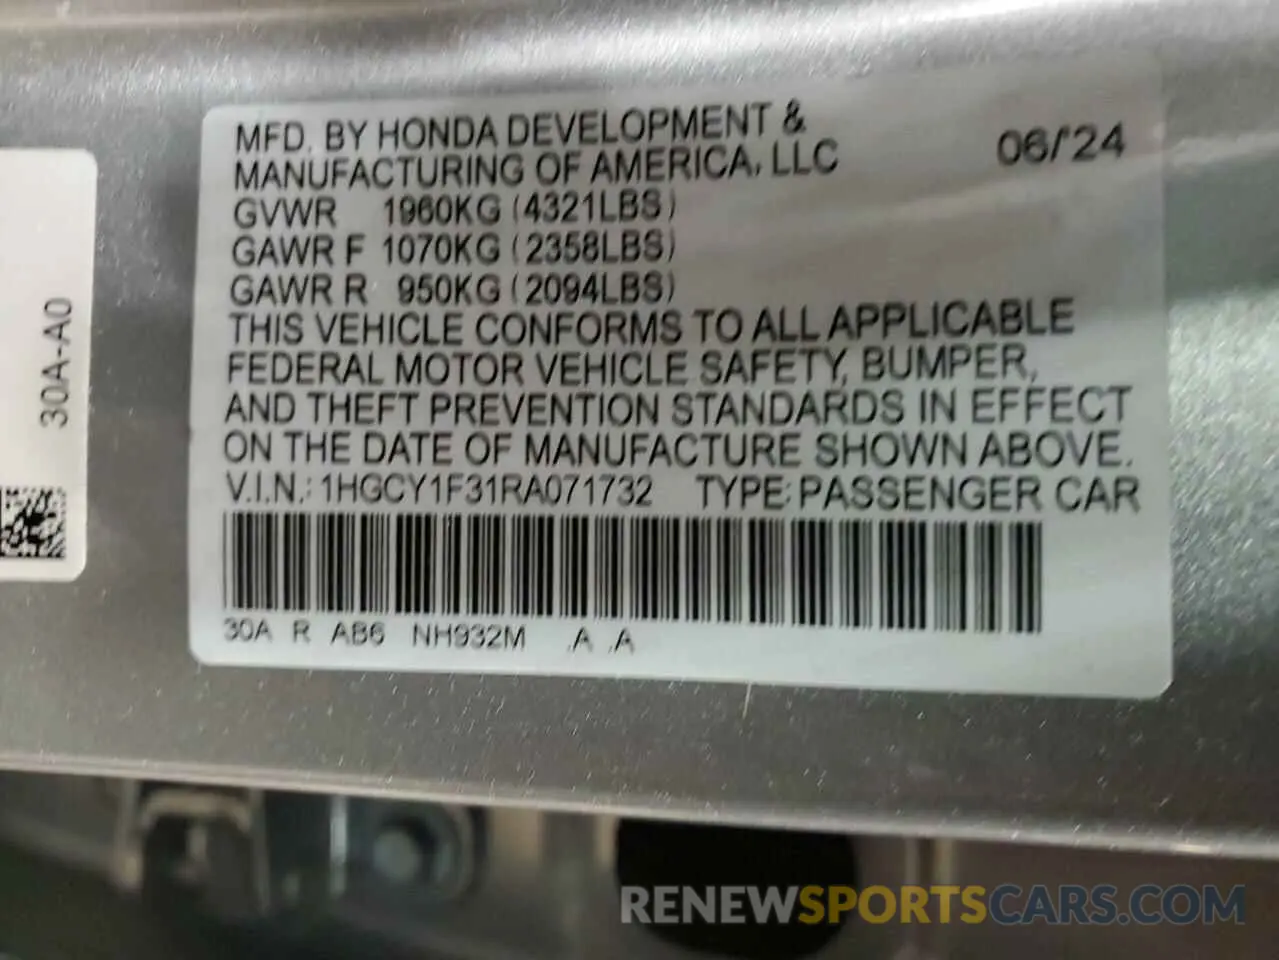 MFD. BY HONDA DEVELOPMENT &
MANUFACTURING OF AMERICA, LLC 06/'24
GVWR 1960KG (4321LBS)
GAWR F 1070KG (2358LBS)
GAWR R 950KG (2094LBS)
THIS VEHICLE CONFORMS TO ALL APPLICABLE
FEDERAL MOTOR VEHICLE SAFETY, BUMPER,
AND THEFT PREVENTION STANDARDS IN EFFECT
ON THE DATE OF MANUFACTURE SHOWN ABOVE.
V.I.N.: 1HGCY1F31RA071732 TYPE: PASSENGER CAR
30A R AB6 NH932M .A .A
30A-A0
RENEWSPORTSCARS.COM